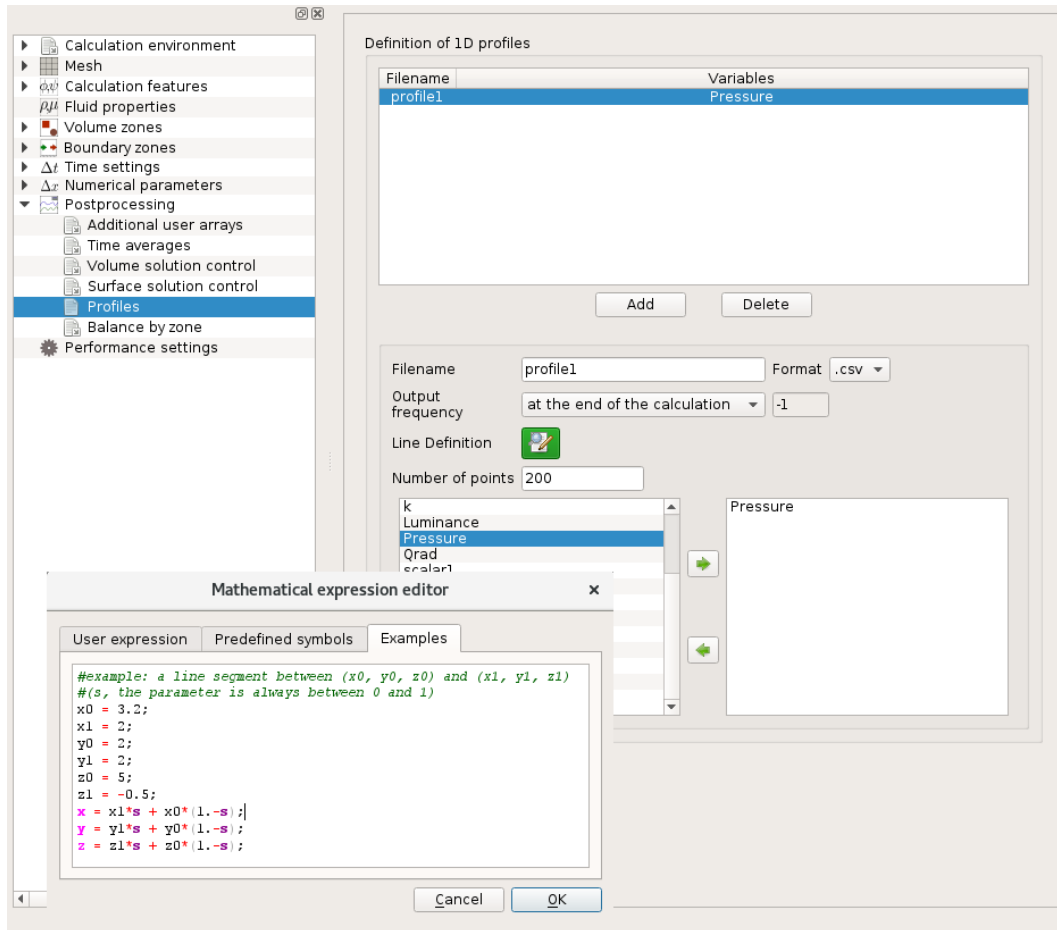 Calculation environment
Mesh
φ,ψ Calculation features
ρ,μ Fluid properties
Volume zones
Boundary zones
Δt Time settings
Δx Numerical parameters
Postprocessing
Additional user arrays
Time averages
Volume solution control
Surface solution control
Profiles
Balance by zone
Performance settings
Definition of 1D profiles
Filename Variables
profile1 Pressure
Add Delete
Filename profile1 Format .csv
Output
frequency at the end of the calculation -1
Line Definition
Number of points 200
k
Luminance
Pressure
Qrad
scalar1
Pressure
Mathematical expression editor
User expression Predefined symbols Examples
#example: a line segment between (x0, y0, z0) and (x1, y1, z1)
#(s, the parameter is always between 0 and 1)
x0 = 3.2;
x1 = 2;
y0 = 2;
y1 = 2;
z0 = 5;
z1 = -0.5;
x = x1*s + x0*(1.-s);
y = y1*s + y0*(1.-s);
z = z1*s + z0*(1.-s);
Cancel OK